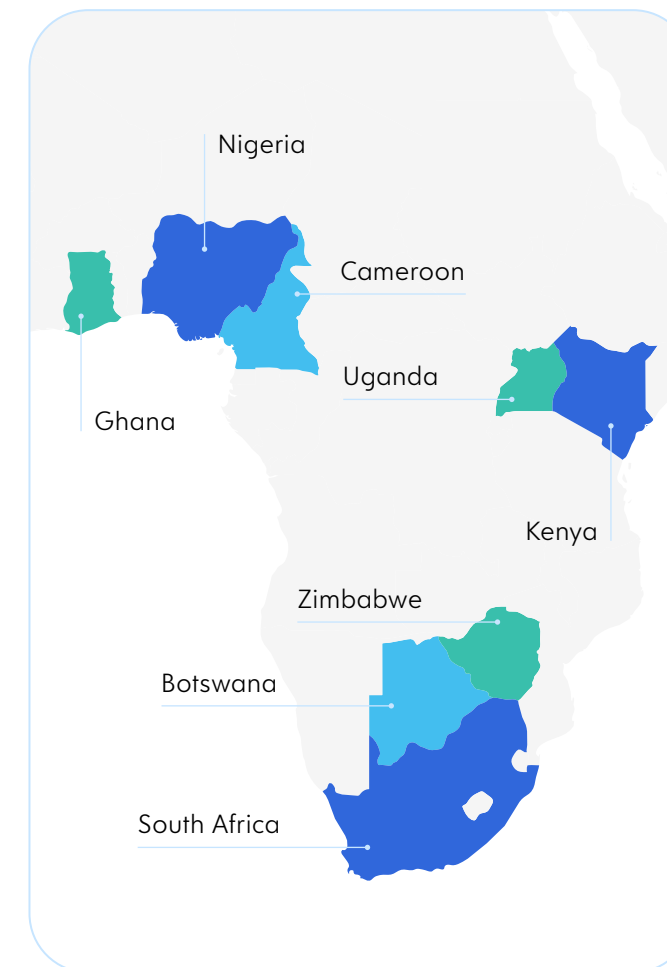 Nigeria
Cameroon
Uganda
Ghana
Kenya
Zimbabwe
Botswana
South Africa